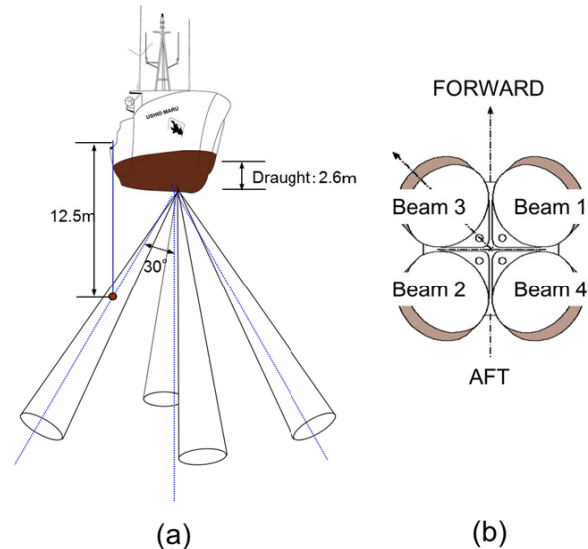 USHIO MARU
Draught: 2.6m
12.5m
30°
(a)
FORWARD
Beam 3
Beam 1
Beam 2
Beam 4
AFT
(b)